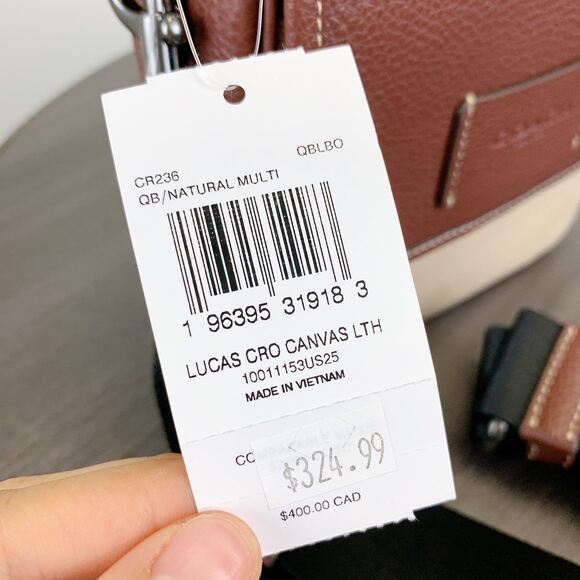 QBLBO
CR236
QB/NATURAL MULTI
1 96395 31918 3
LUCAS CRO CANVAS LTH
10011153US25
MADE IN VIETNAM
$324.99
$400.00 CAD